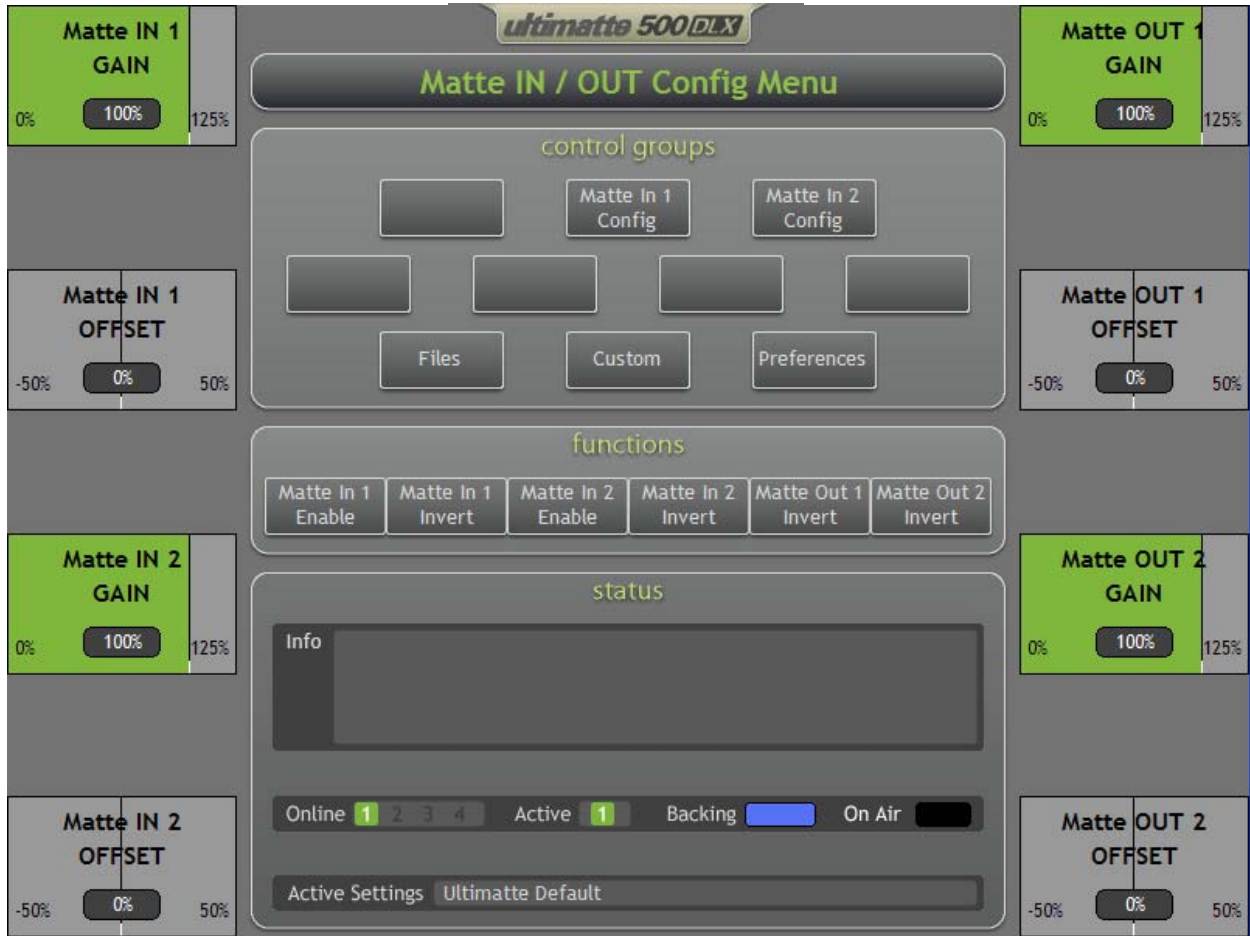 ultimatte 500 DLX
Matte IN / OUT Config Menu
Matte IN 1
GAIN
100%
0%
125%
Matte IN 1
OFFSET
0%
-50%
50%
Matte IN 2
GAIN
100%
0%
125%
Matte IN 2
OFFSET
0%
-50%
50%
control groups
Matte In 1
Config
Matte In 2
Config
Files
Custom
Preferences
functions
Matte In 1
Enable
Matte In 1
Invert
Matte In 2
Enable
Matte In 2
Invert
Matte Out 1
Invert
Matte Out 2
Invert
status
Info
Online 1 2 3 4 Active 1 Backing On Air
Active Settings Ultimatte Default
Matte OUT 1
GAIN
100%
0%
125%
Matte OUT 1
OFFSET
0%
-50%
50%
Matte OUT 2
GAIN
100%
0%
125%
Matte OUT 2
OFFSET
0%
-50%
50%